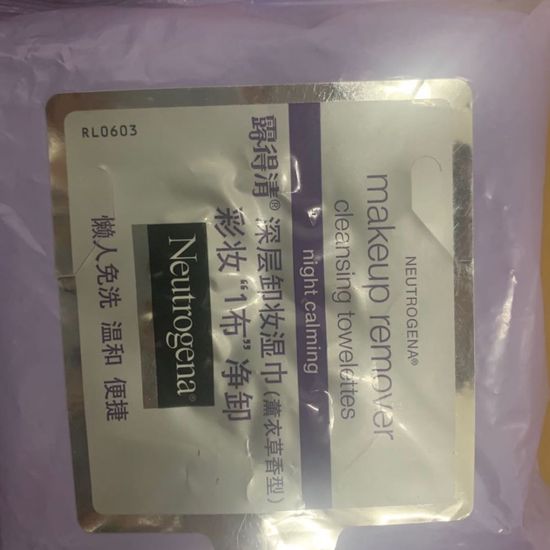 NEUTROGENA®
makeup remover
cleansing towelettes
night calming
露得清®深层卸妆湿巾(薰衣草香型)
彩妆“1布”净卸
Neutrogena®
懒人免洗 温和 便捷
RL0603